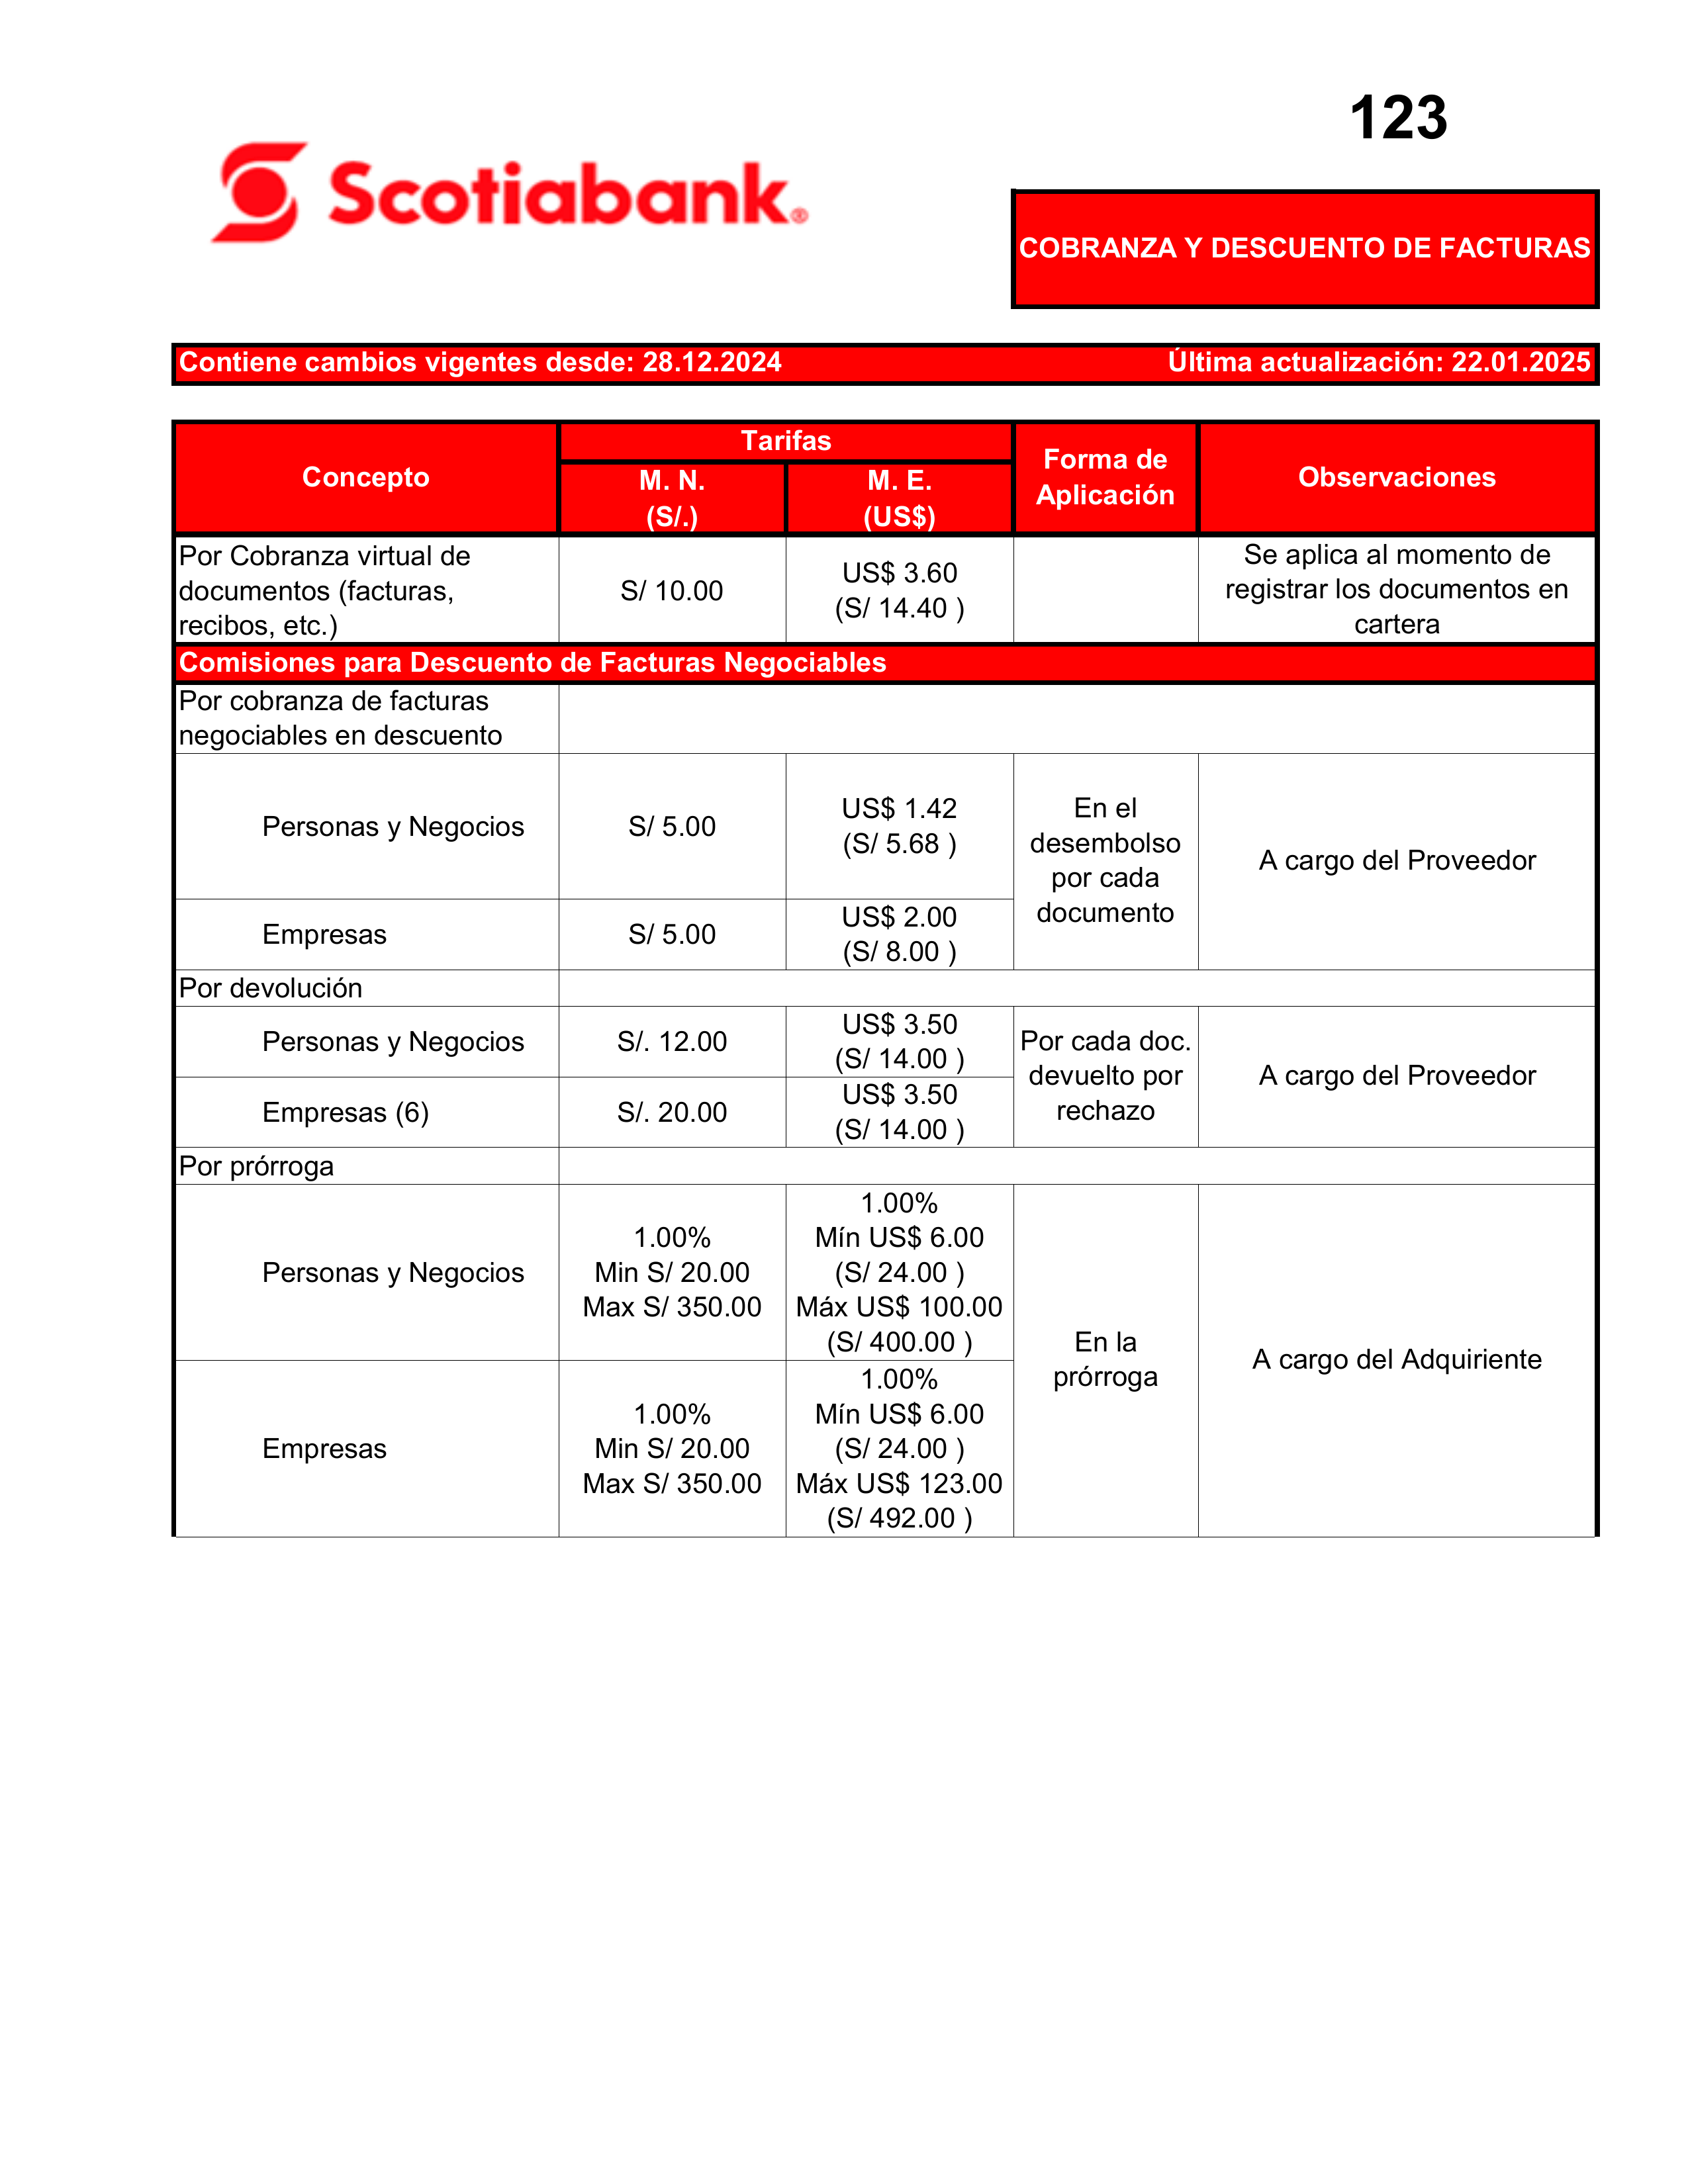 123
Scotiabank®
COBRANZA Y DESCUENTO DE FACTURAS
Contiene cambios vigentes desde: 28.12.2024 Última actualización: 22.01.2025
Concepto
Tarifas
M. N.
(S/.)
M. E.
(US$)
Forma de
Aplicación
Observaciones
Por Cobranza virtual de
documentos (facturas,
recibos, etc.)
S/ 10.00
US$ 3.60
(S/ 14.40 )
Se aplica al momento de
registrar los documentos en
cartera
Comisiones para Descuento de Facturas Negociables
Por cobranza de facturas
negociables en descuento
Personas y Negocios
S/ 5.00
US$ 1.42
(S/ 5.68 )
En el
desembolso
por cada
documento
A cargo del Proveedor
Empresas
S/ 5.00
US$ 2.00
(S/ 8.00 )
Por devolución
Personas y Negocios
S/. 12.00
US$ 3.50
(S/ 14.00 )
Por cada doc.
devuelto por
rechazo
A cargo del Proveedor
Empresas (6)
S/. 20.00
US$ 3.50
(S/ 14.00 )
Por prórroga
Personas y Negocios
1.00%
Min S/ 20.00
Max S/ 350.00
1.00%
Mín US$ 6.00
(S/ 24.00 )
Máx US$ 100.00
(S/ 400.00 )
En la
prórroga
A cargo del Adquiriente
Empresas
1.00%
Min S/ 20.00
Max S/ 350.00
1.00%
Mín US$ 6.00
(S/ 24.00 )
Máx US$ 123.00
(S/ 492.00 )